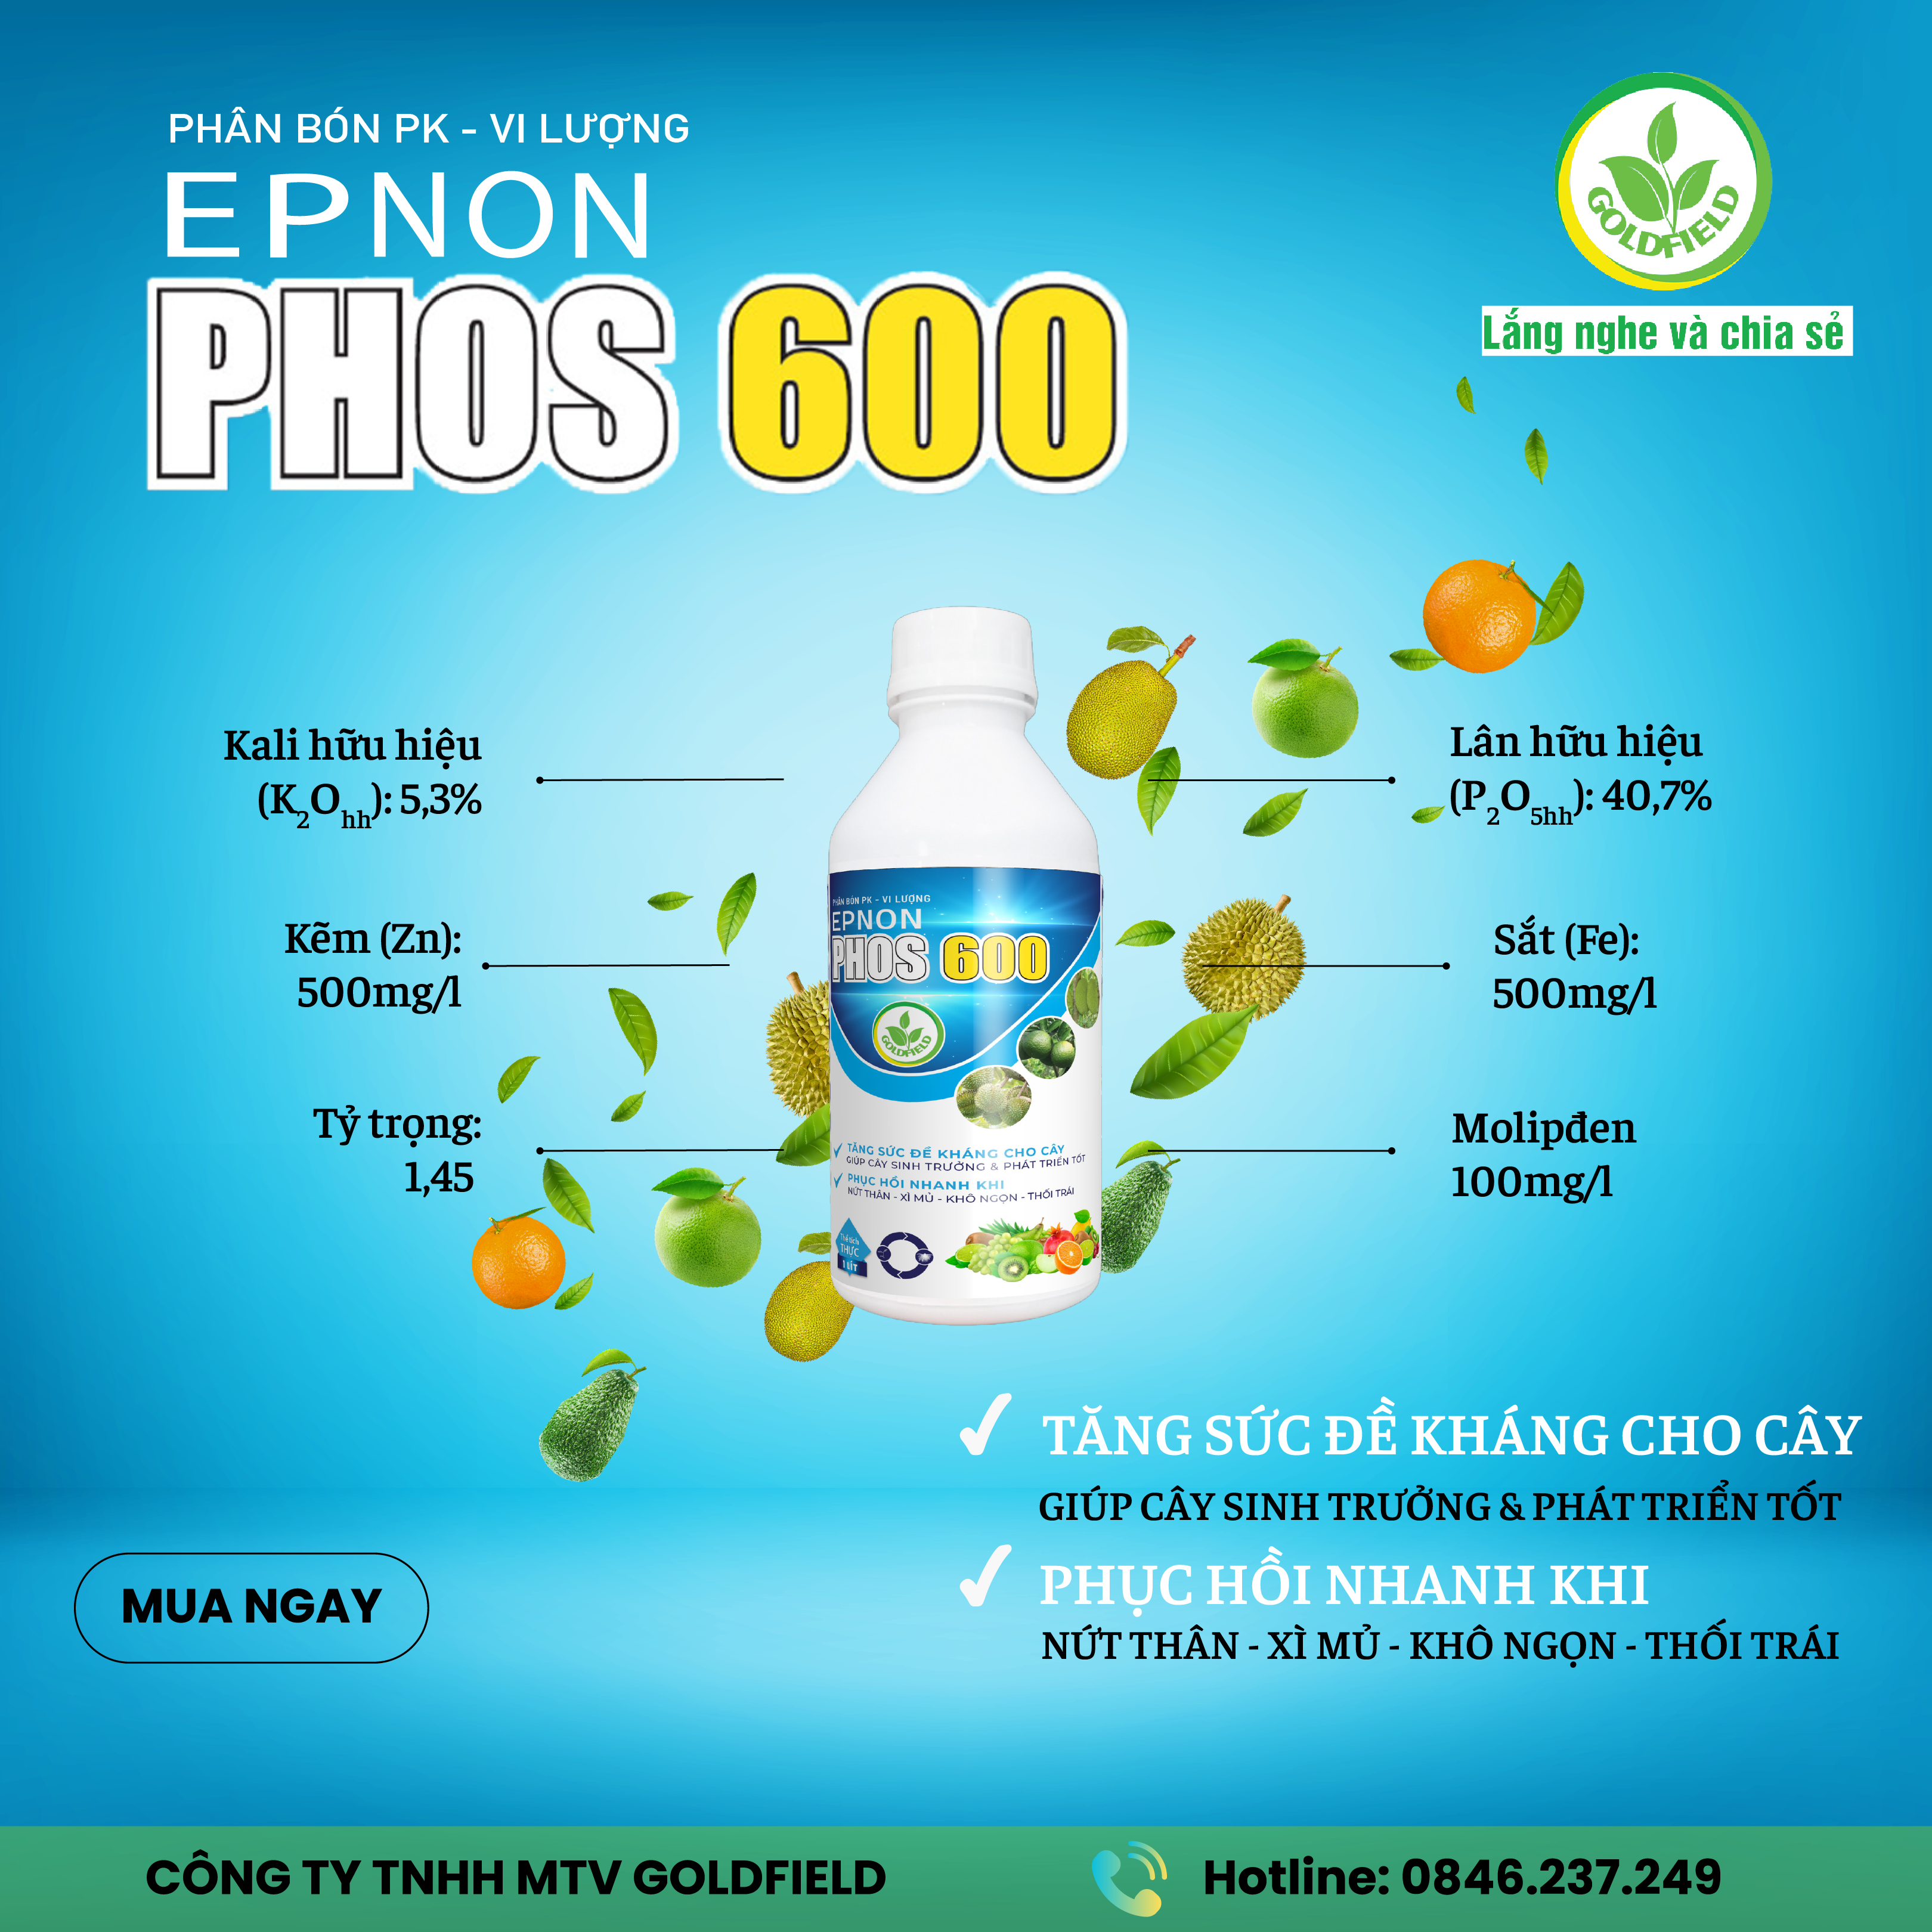 PHÂN BÓN PK - VI LƯỢNG
EPNON
PHOS 600
GOLDFIELD
Lắng nghe và chia sẻ
Kali hữu hiệu
(K2Ohh): 5,3%
Lân hữu hiệu
(P2O5hh): 40,7%
Kẽm (Zn):
500mg/l
Sắt (Fe):
500mg/l
Tỷ trọng:
1,45
Molipđen
100mg/l
PHÂN BÓN PK - VI LƯỢNG
EPNON
PHOS 600
GOLDFIELD
TĂNG SỨC ĐỀ KHÁNG CHO CÂY
GIÚP CÂY SINH TRƯỞNG & PHÁT TRIỂN TỐT
PHỤC HỒI NHANH KHI
NỨT THÂN - XÌ MỦ - KHÔ NGỌN - THỐI TRÁI
Thể tích
THỰC
1 LÍT
TĂNG SỨC ĐỀ KHÁNG CHO CÂY
GIÚP CÂY SINH TRƯỞNG & PHÁT TRIỂN TỐT
PHỤC HỒI NHANH KHI
NỨT THÂN - XÌ MỦ - KHÔ NGỌN - THỐI TRÁI
MUA NGAY
CÔNG TY TNHH MTV GOLDFIELD
Hotline: 0846.237.249